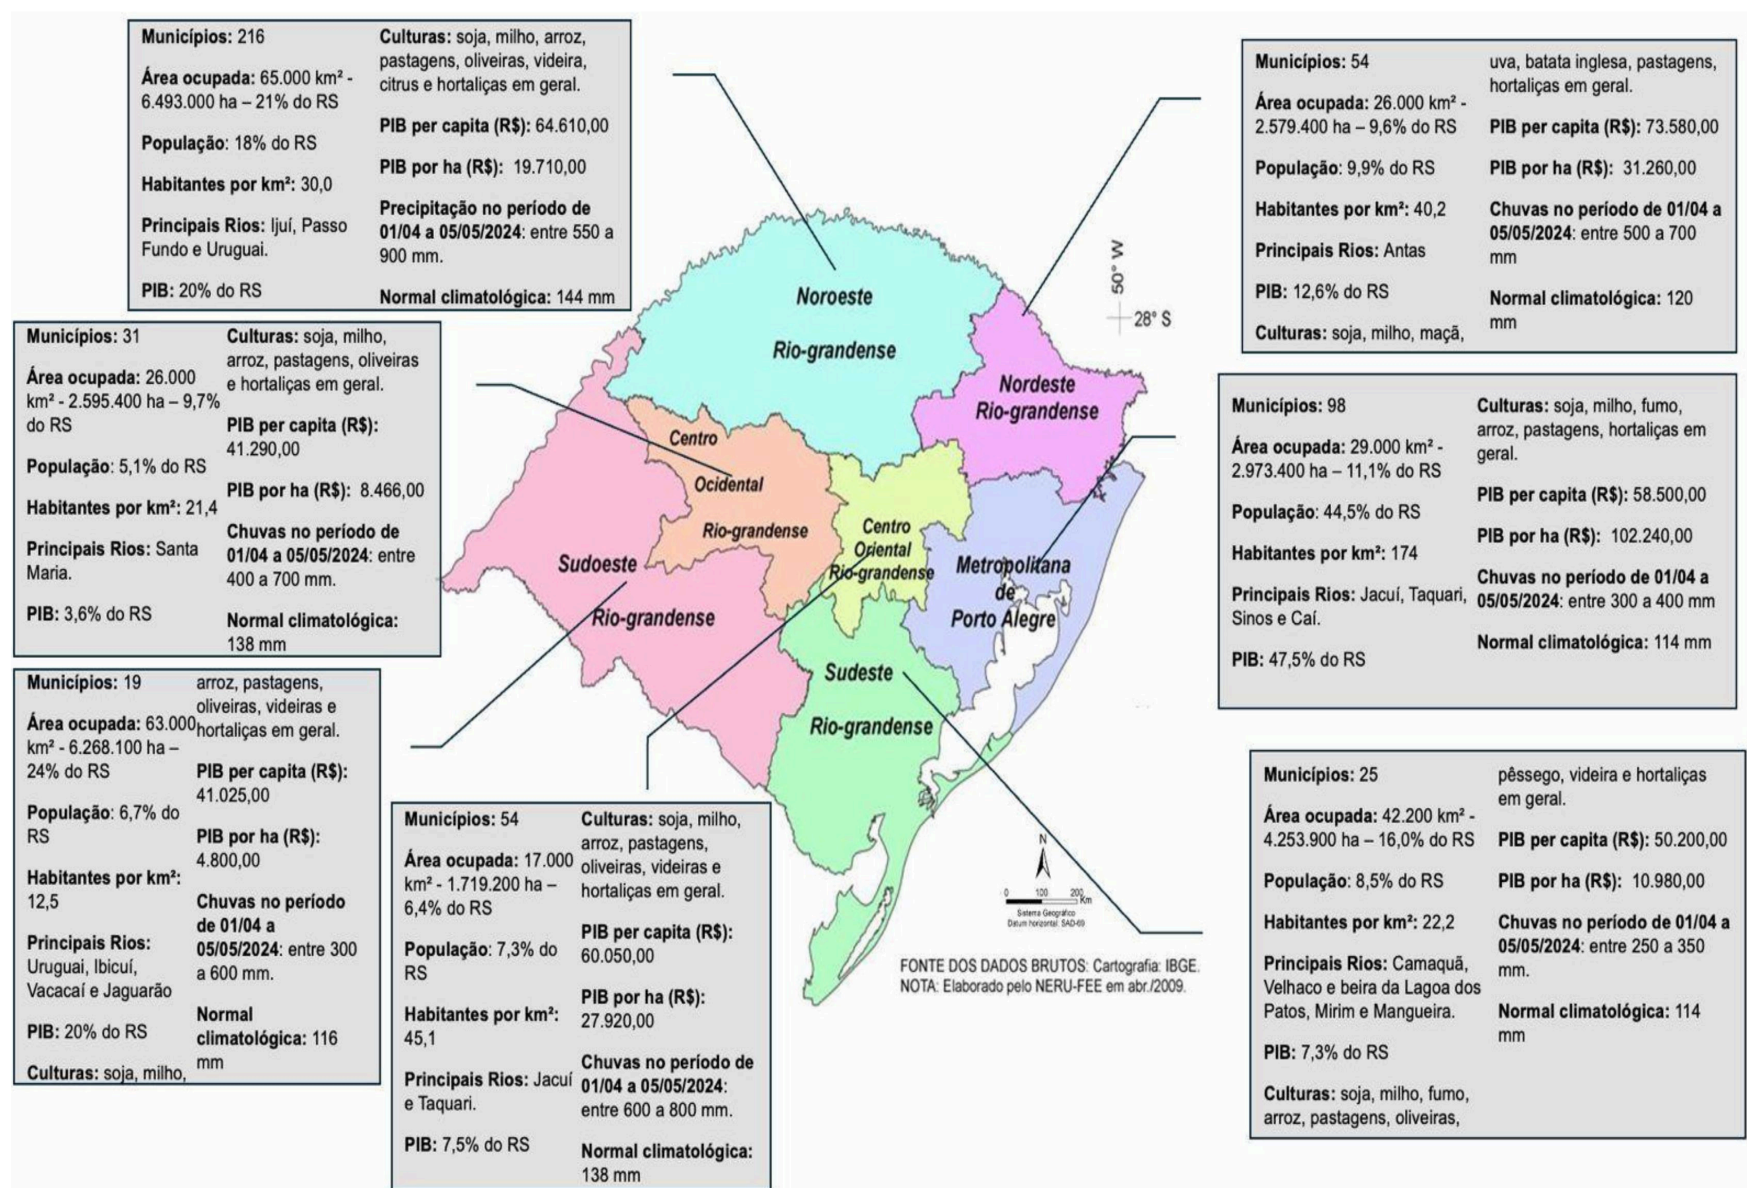 Municípios: 216
Área ocupada: 65.000 km² -
6.493.000 ha – 21% do RS
População: 18% do RS
Habitantes por km²: 30,0
Principais Rios: Ijuí, Passo
Fundo e Uruguai.
PIB: 20% do RS
Culturas: soja, milho, arroz,
pastagens, oliveiras, videira,
citrus e hortaliças em geral.
PIB per capita (R$): 64.610,00
PIB por ha (R$): 19.710,00
Precipitação no período de
01/04 a 05/05/2024: entre 550 a
900 mm.
Normal climatológica: 144 mm
Municípios: 54
Área ocupada: 26.000 km² -
2.579.400 ha – 9,6% do RS
População: 9,9% do RS
Habitantes por km²: 40,2
Principais Rios: Antas
PIB: 12,6% do RS
Culturas: soja, milho, maçã,
uva, batata inglesa, pastagens,
hortaliças em geral.
PIB per capita (R$): 73.580,00
PIB por ha (R$): 31.260,00
Chuvas no período de 01/04 a
05/05/2024: entre 500 a 700
mm
Normal climatológica: 120
mm
Municípios: 31
Área ocupada: 26.000
km² - 2.595.400 ha – 9,7%
do RS
População: 5,1% do RS
Habitantes por km²: 21,4
Principais Rios: Santa
Maria.
PIB: 3,6% do RS
Culturas: soja, milho,
arroz, pastagens, oliveiras
e hortaliças em geral.
PIB per capita (R$):
41.290,00
PIB por ha (R$): 8.466,00
Chuvas no período de
01/04 a 05/05/2024: entre
400 a 700 mm.
Normal climatológica:
138 mm
Municípios: 98
Área ocupada: 29.000 km² -
2.973.400 ha – 11,1% do RS
População: 44,5% do RS
Habitantes por km²: 174
Principais Rios: Jacuí, Taquari,
Sinos e Caí.
PIB: 47,5% do RS
Culturas: soja, milho, fumo,
arroz, pastagens, hortaliças em
geral.
PIB per capita (R$): 58.500,00
PIB por ha (R$): 102.240,00
Chuvas no período de 01/04 a
05/05/2024: entre 300 a 400 mm
Normal climatológica: 114 mm
Municípios: 19
Área ocupada: 63.000
km² - 6.268.100 ha –
24% do RS
População: 6,7% do
RS
Habitantes por km²:
12,5
Principais Rios:
Uruguai, Ibicuí,
Vacacaí e Jaguarão
PIB: 20% do RS
Culturas: soja, milho,
arroz, pastagens,
oliveiras, videiras e
hortaliças em geral.
PIB per capita (R$):
41.025,00
PIB por ha (R$):
4.800,00
Chuvas no período
de 01/04 a
05/05/2024: entre 300
a 600 mm.
Normal
climatológica: 116
mm
Municípios: 54
Área ocupada: 17.000
km² - 1.719.200 ha –
6,4% do RS
População: 7,3% do
RS
Habitantes por km²:
45,1
Principais Rios: Jacuí
e Taquari.
PIB: 7,5% do RS
Culturas: soja, milho,
arroz, pastagens,
oliveiras, videiras e
hortaliças em geral.
PIB per capita (R$):
60.050,00
PIB por ha (R$):
27.920,00
Chuvas no período de
01/04 a 05/05/2024:
entre 600 a 800 mm.
Normal climatológica:
138 mm
Municípios: 25
Área ocupada: 42.200 km² -
4.253.900 ha – 16,0% do RS
População: 8,5% do RS
Habitantes por km²: 22,2
Principais Rios: Camaquã,
Velhaco e beira da Lagoa dos
Patos, Mirim e Mangueira.
PIB: 7,3% do RS
Culturas: soja, milho, fumo,
arroz, pastagens, oliveiras,
pêssego, videira e hortaliças
em geral.
PIB per capita (R$): 50.200,00
PIB por ha (R$): 10.980,00
Chuvas no período de 01/04 a
05/05/2024: entre 250 a 350
mm.
Normal climatológica: 114
mm
Noroeste
Rio-grandense
50° W
28° S
Nordeste
Rio-grandense
Centro
Ocidental
Rio-grandense
Centro
Oriental
Rio-grandense
Metropolitana
de
Porto Alegre
Sudoeste
Rio-grandense
Sudeste
Rio-grandense
N
0 100 200 Km
Sistema Geográfico
Datum horizontal: SAD-69
FONTE DOS DADOS BRUTOS: Cartografia: IBGE.
NOTA: Elaborado pelo NERU-FEE em abr./2009.